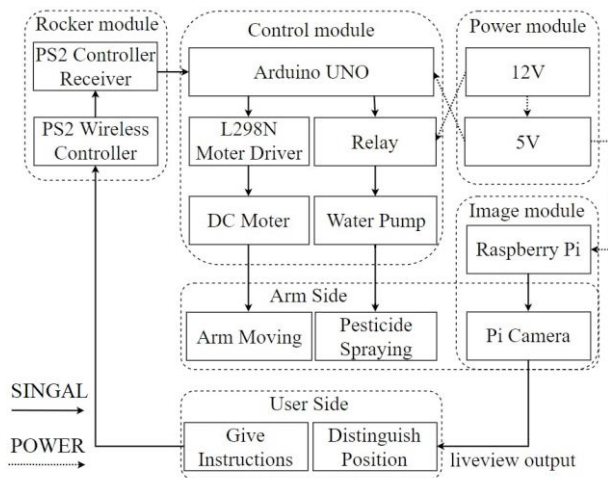 Rocker module
PS2 Controller
Receiver
PS2 Wireless
Controller
Control module
Arduino UNO
L298N
Moter Driver
Relay
DC Moter
Water Pump
Power module
12V
5V
Image module
Raspberry Pi
Pi Camera
Arm Side
Arm Moving
Pesticide
Spraying
SINGAL
POWER
User Side
Give
Instructions
Distinguish
Position
liveview output